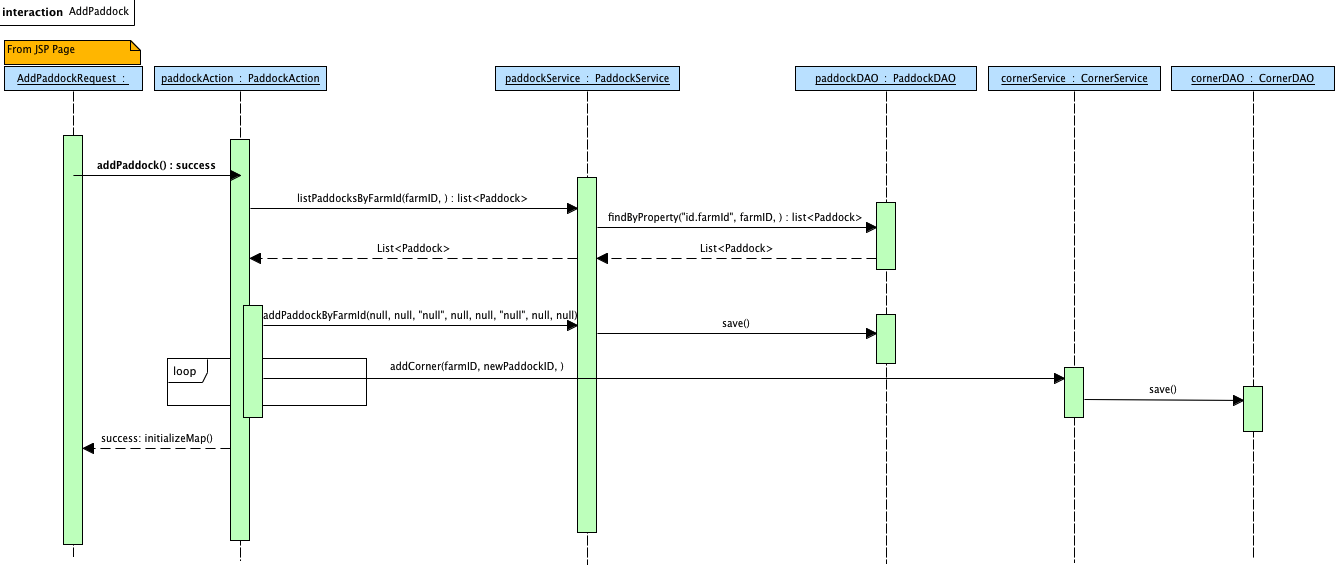 interaction AddPaddock
From JSP Page
AddPaddockRequest :
paddockAction : PaddockAction
paddockService : PaddockService
paddockDAO : PaddockDAO
cornerService : CornerService
cornerDAO : CornerDAO
addPaddock() : success
listPaddocksByFarmId(farmID, ) : list<Paddock>
findByProperty("id.farmId", farmID, ) : list<Paddock>
List<Paddock>
List<Paddock>
addPaddockByFarmId(null, null, "null", null, null, "null", null, null)
save()
loop
addCorner(farmID, newPaddockID, )
save()
success: initializeMap()